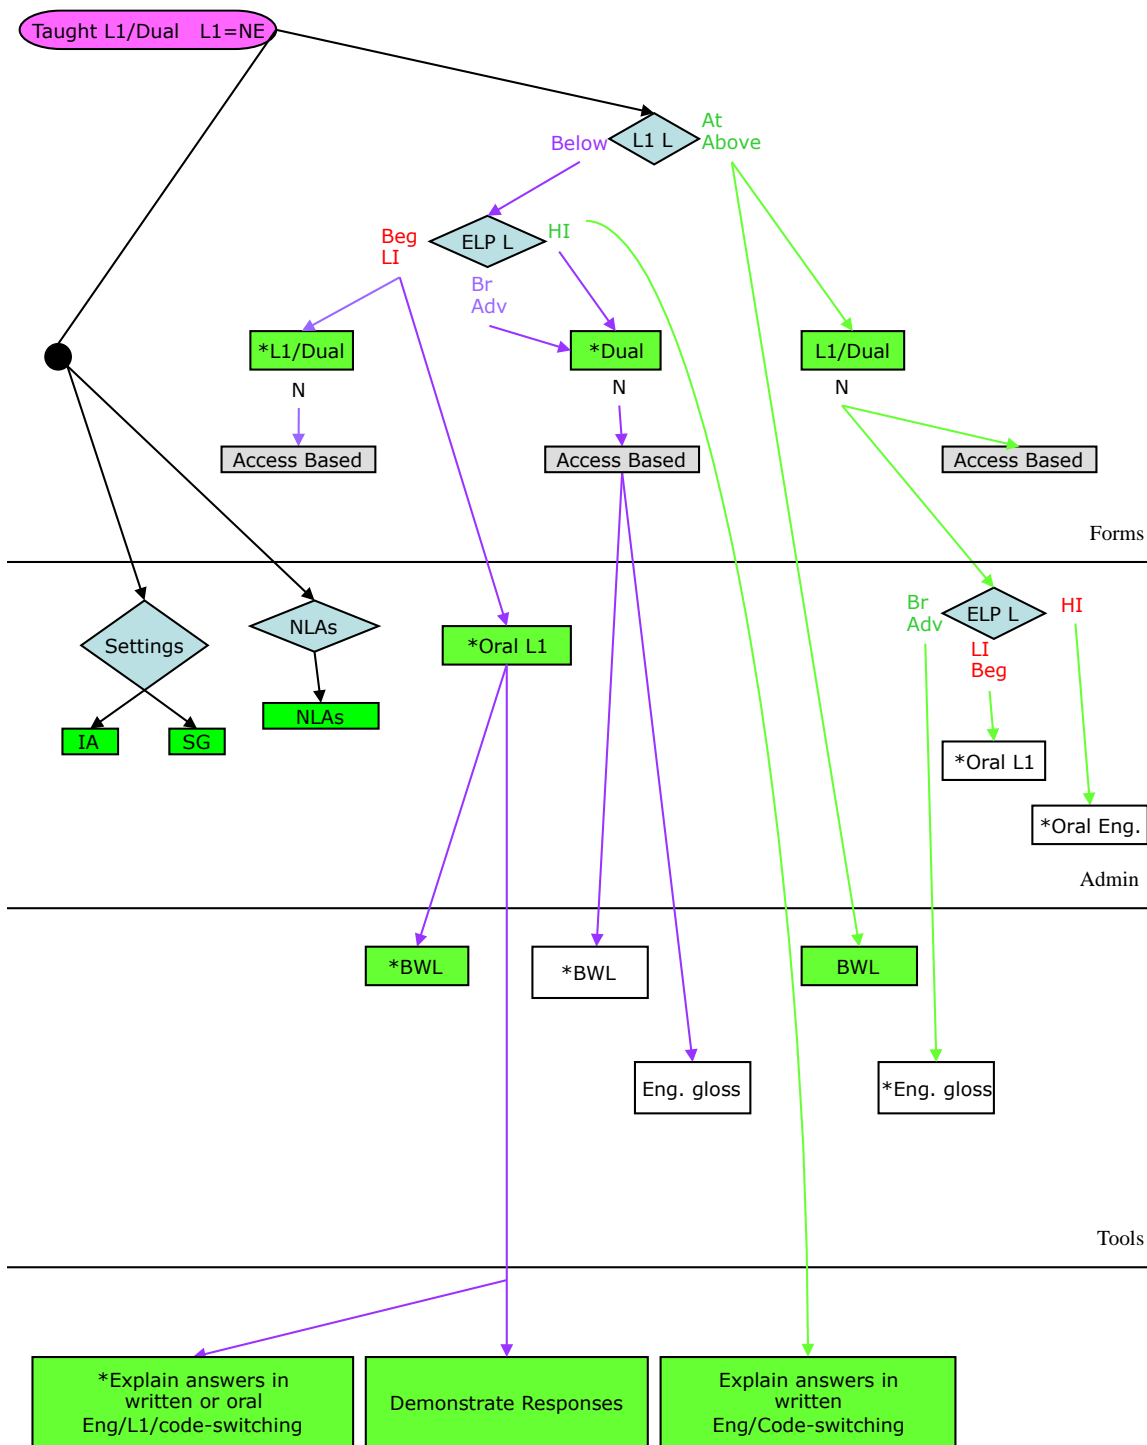 Taught L1/Dual   L1=NE
L1 L
At
Above
Below
ELP L
HI
Beg
LI
Br
Adv
*L1/Dual
*Dual
L1/Dual
N
N
N
Access Based
Access Based
Access Based
Forms
Settings
NLAs
*Oral L1
Br
Adv
ELP L
HI
LI
Beg
IA
SG
NLAs
*Oral L1
*Oral Eng.
Admin
*BWL
*BWL
BWL
Eng. gloss
*Eng. gloss
Tools
*Explain answers in
written or oral
Eng/L1/code-switching
Demonstrate Responses
Explain answers in
written
Eng/Code-switching